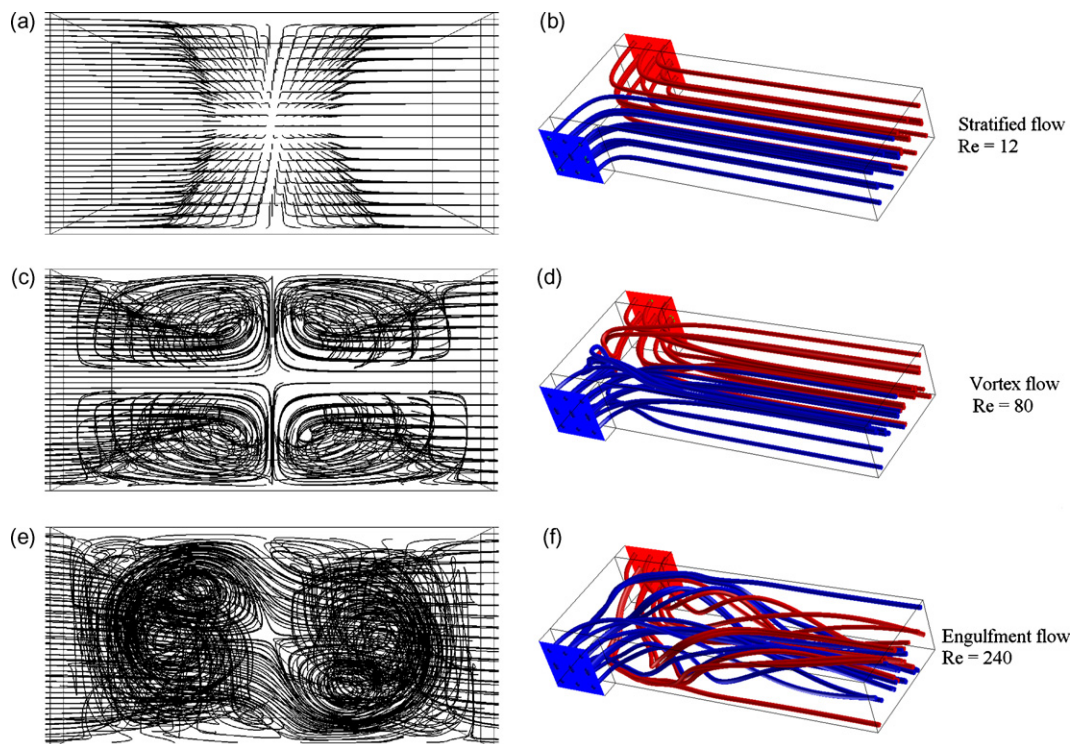 (a)
(b)
Stratified flow
Re = 12
(c)
(d)
Vortex flow
Re = 80
(e)
(f)
Engulfment flow
Re = 240